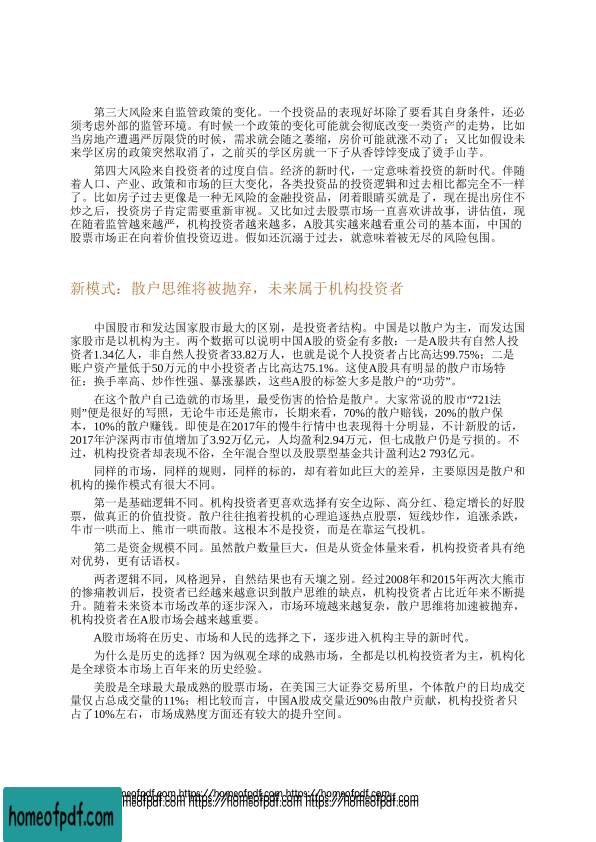 第三大风险来自监管政策的变化。一个投资品的表现好坏除了要看其自身条件，还必
须考虑外部的监管环境。有时候一个政策的变化可能就会彻底改变一类资产的走势，比如
当房地产遭遇严厉限贷的时候，需求就会随之萎缩，房价可能就涨不动了；又比如假设未
来学区房的政策突然取消了，之前买的学区房就一下子从香饽饽变成了烫手山芋。
第四大风险来自投资者的过度自信。经济的新时代，一定意味着投资的新时代。伴随
着人口、产业、政策和市场的巨大变化，各类投资品的投资逻辑和过去相比都完全不一样
了。比如房子过去更像是一种无风险的金融投资品，闭着眼睛买就是了，现在提出房住不
炒之后，投资房子肯定需要重新审视。又比如过去股票市场一直喜欢讲故事，讲估值，现
在随着监管越来越严，机构投资者越来越多，A股其实越来越看重公司的基本面，中国的
股票市场正在向着价值投资迈进。假如还沉溺于过去，就意味着被无尽的风险包围。
新模式：散户思维将被抛弃，未来属于机构投资者
中国股市和发达国家股市最大的区别，是投资者结构。中国是以散户为主，而发达国
家股市是以机构为主。两个数据可以说明中国A股的资金有多散：一是A股共有自然人投
资者1.34亿人，非自然人投资者33.82万人，也就是说个人投资者占比高达99.75%；二是
账户资产量低于50万元的中小投资者占比高达75.1%。这使A股具有明显的散户市场特
征：换手率高、炒作性强、暴涨暴跌，这些A股的标签大多是散户的“功劳”。
在这个散户自己造就的市场里，最受伤害的恰恰是散户。大家常说的股市“721法
则”便是很好的写照，无论牛市还是熊市，长期来看，70%的散户赔钱，20%的散户保
本，10%的散户赚钱。即使是在2017年的慢牛行情中也表现得十分明显，不计新股的话，
2017年沪深两市市值增加了3.92万亿元，人均盈利2.94万元，但七成散户仍是亏损的。不
过，机构投资者却表现不俗，全年混合型以及股票型基金共计盈利达2 793亿元。
同样的市场，同样的规则，同样的标的，却有着如此巨大的差异，主要原因是散户和
机构的操作模式有很大不同。
第一是基础逻辑不同。机构投资者更喜欢选择有安全边际、高分红、稳定增长的好股
票，做真正的价值投资。散户往往抱着投机的心理追逐热点股票，短线炒作，追涨杀跌，
牛市一哄而上、熊市一哄而散。这根本不是投资，而是在靠运气投机。
第二是资金规模不同。虽然散户数量巨大，但是从资金体量来看，机构投资者具有绝
对优势，更有话语权。
两者逻辑不同，风格迥异，自然结果也有天壤之别。经过2008年和2015年两次大熊市
的惨痛教训后，投资者已经越来越意识到散户思维的缺点，机构投资者占比近年来不断提
升。随着未来资本市场改革的逐步深入，市场环境越来越复杂，散户思维将加速被抛弃，
机构投资者在A股市场会越来越重要。
A股市场将在历史、市场和人民的选择之下，逐步进入机构主导的新时代。
为什么是历史的选择？因为纵观全球的成熟市场，全都是以机构投资者为主，机构化
是全球资本市场上百年来的历史经验。
美股是全球最大最成熟的股票市场，在美国三大证券交易所里，个体散户的日均成交
量仅占总成交量的11%；相比较而言，中国A股成交量近90%由散户贡献，机构投资者只
占了10%左右，市场成熟度方面还有较大的提升空间。
homeofpdf.com https://homeofpdf.com https://homeofpdf.com
homeofpdf.com https://homeofpdf.com https://homeofpdf.com
homeofpdf.com